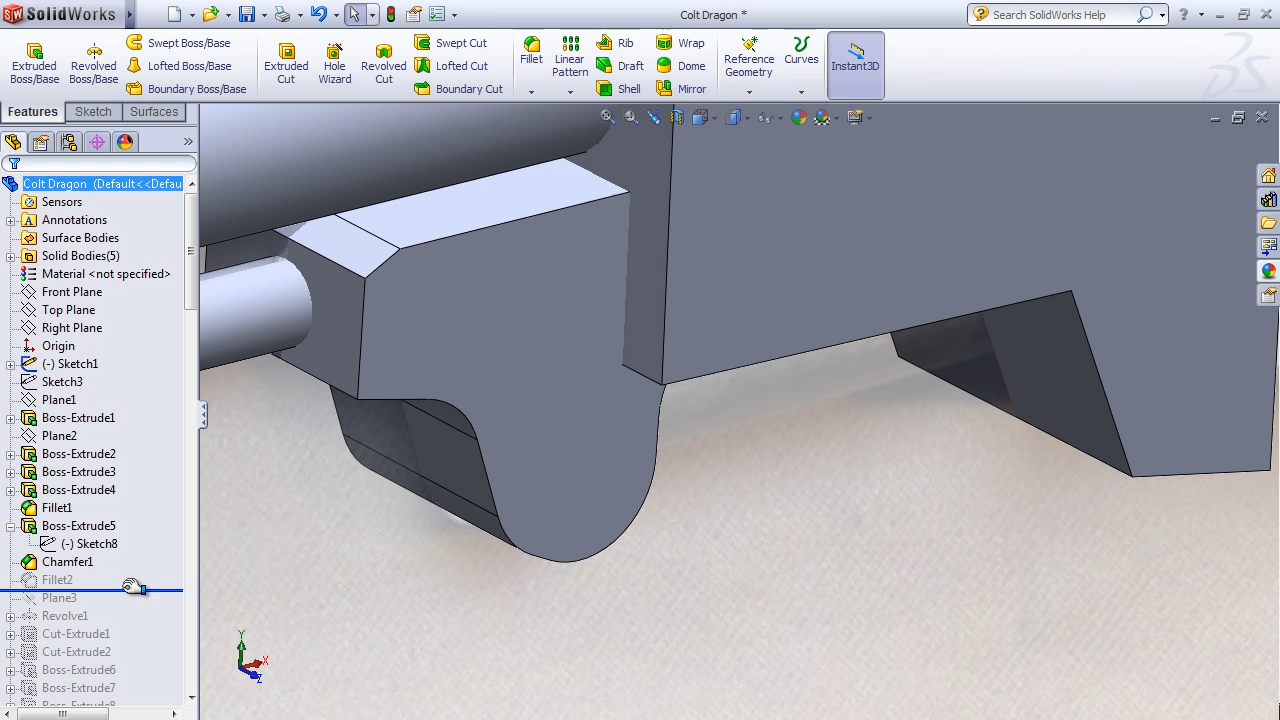 SolidWorks
Colt Dragon *
Search SolidWorks Help
?
Extruded Boss/Base
Revolved Boss/Base
Swept Boss/Base
Lofted Boss/Base
Boundary Boss/Base
Extruded Cut
Hole Wizard
Revolved Cut
Swept Cut
Lofted Cut
Boundary Cut
Fillet
Linear Pattern
Rib
Draft
Shell
Wrap
Dome
Mirror
Reference Geometry
Curves
Instant3D
Features
Sketch
Surfaces
Colt Dragon (Default<<Defau
Sensors
Annotations
Surface Bodies
Solid Bodies(5)
Material <not specified>
Front Plane
Top Plane
Right Plane
Origin
(-) Sketch1
Sketch3
Plane1
Boss-Extrude1
Plane2
Boss-Extrude2
Boss-Extrude3
Boss-Extrude4
Fillet1
Boss-Extrude5
(-) Sketch8
Chamfer1
Fillet2
Plane3
Revolve1
Cut-Extrude1
Cut-Extrude2
Boss-Extrude6
Boss-Extrude7
Boss-Extrude8
Y
X
Z